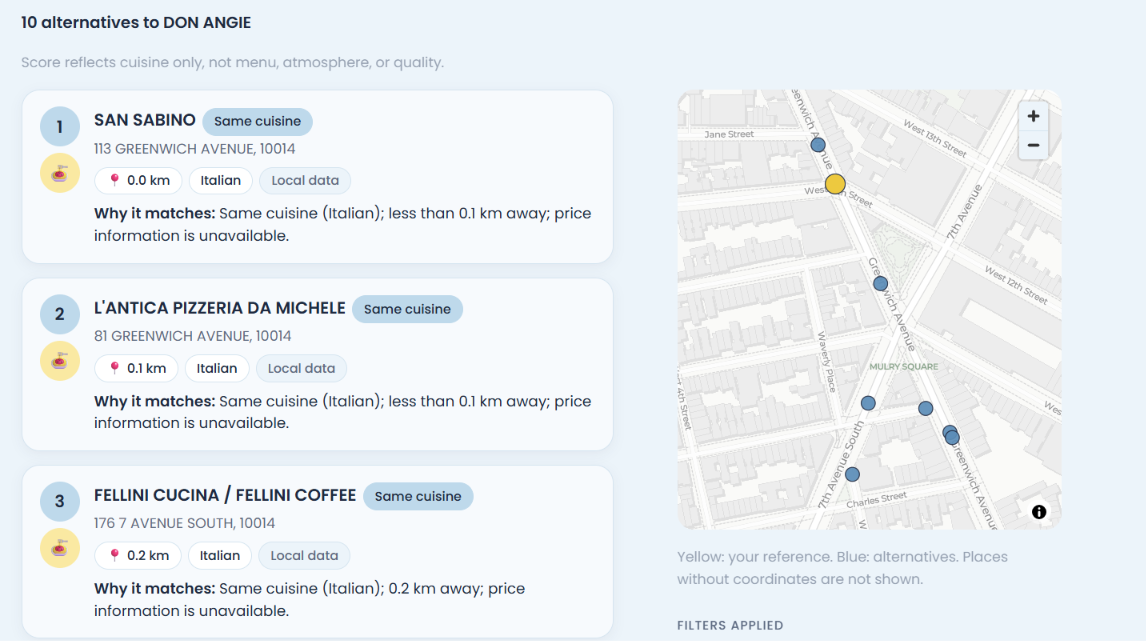 10 alternatives to DON ANGIE
Score reflects cuisine only, not menu, atmosphere, or quality.
1
SAN SABINO
Same cuisine
113 GREENWICH AVENUE, 10014
0.0 km
Italian
Local data
Why it matches: Same cuisine (Italian); less than 0.1 km away; price
information is unavailable.
2
L'ANTICA PIZZERIA DA MICHELE
Same cuisine
81 GREENWICH AVENUE, 10014
0.1 km
Italian
Local data
Why it matches: Same cuisine (Italian); less than 0.1 km away; price
information is unavailable.
3
FELLINI CUCINA / FELLINI COFFEE
Same cuisine
176 7 AVENUE SOUTH, 10014
0.2 km
Italian
Local data
Why it matches: Same cuisine (Italian); 0.2 km away; price
information is unavailable.
+
−
Jane Street
West 13th Street
7th Avenue
West 12th Street
Greenwich Avenue
Waverly Place
MULRY SQUARE
7th Avenue South
Greenwich Avenue
Charles Street
Yellow: your reference. Blue: alternatives. Places
without coordinates are not shown.
FILTERS APPLIED